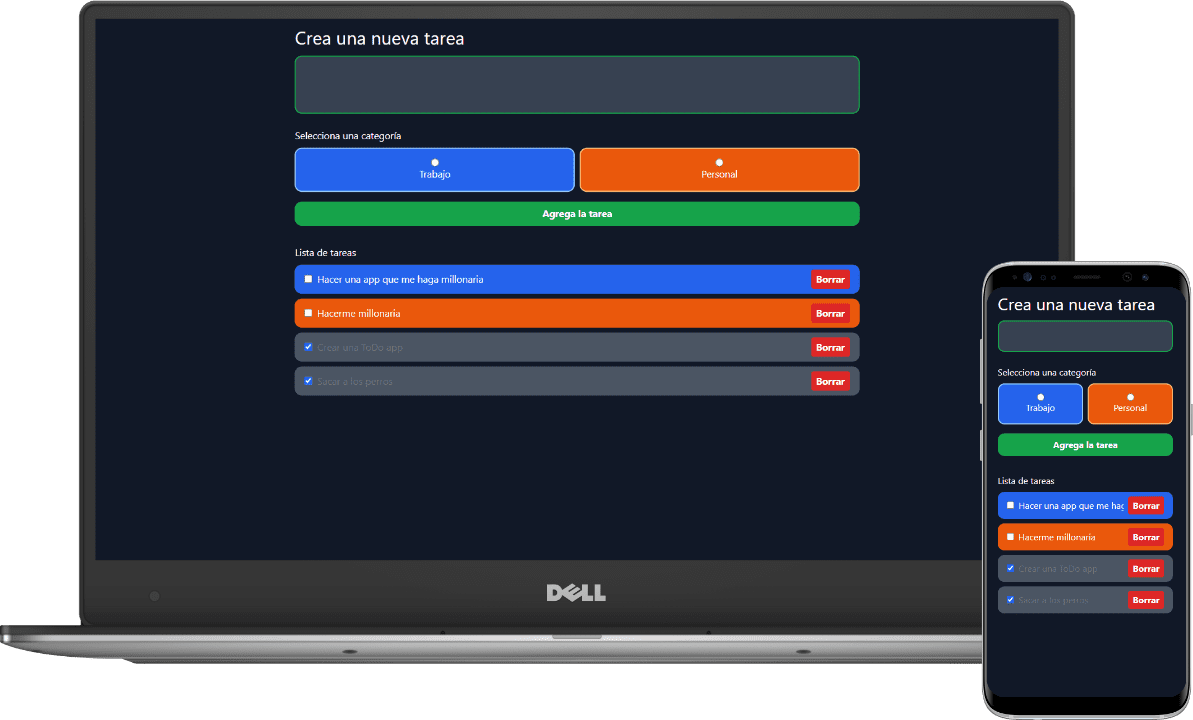 Crea una nueva tarea
Selecciona una categoría
Trabajo
Personal
Agrega la tarea
Lista de tareas
Hacer una app que me haga millonaria
Borrar
Hacerme millonaria
Borrar
Crear una ToDo app
Borrar
Sacar a los perros
Borrar
DELL
Crea una nueva tarea
Selecciona una categoría
Trabajo
Personal
Agrega la tarea
Lista de tareas
Hacer una app que me hag
Borrar
Hacerme millonaria
Borrar
Crear una ToDo app
Borrar
Sacar a los perros
Borrar